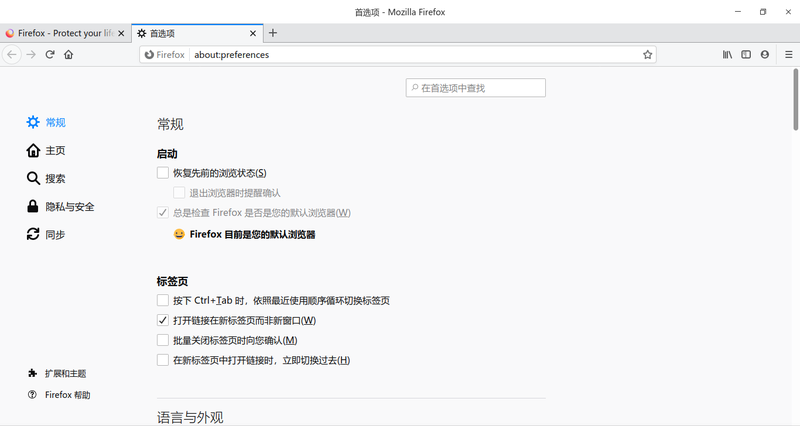 首选项 - Mozilla Firefox
Firefox - Protect your life
首选项
Firefox about:preferences
在首选项中查找
常规
主页
搜索
隐私与安全
同步
扩展和主题
Firefox 帮助
常规
启动
恢复先前的浏览状态(S)
退出浏览器时提醒确认
总是检查 Firefox 是否是您的默认浏览器(W)
Firefox 目前是您的默认浏览器
标签页
按下 Ctrl+Tab 时，依照最近使用顺序循环切换标签页
打开链接在新标签页而非新窗口(W)
批量关闭标签页时向您确认(M)
在新标签页中打开链接时，立即切换过去(H)
语言与外观